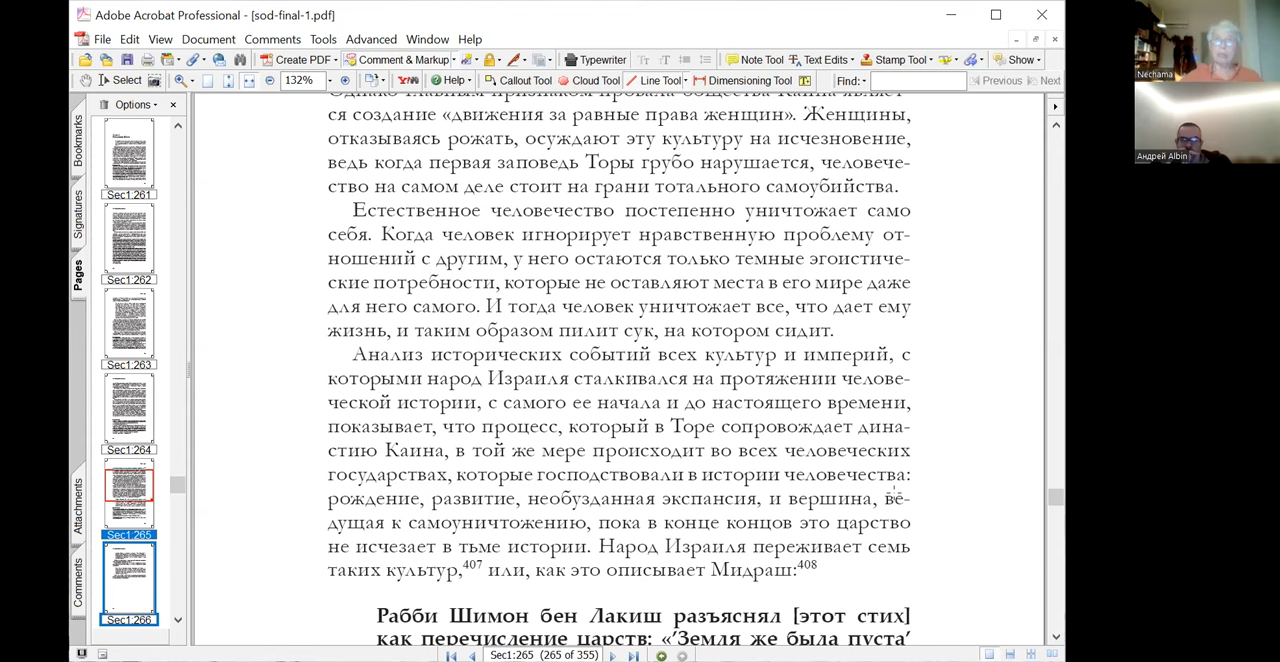 Adobe Acrobat Professional - [sod-final-1.pdf]
File Edit View Document Comments Tools Advanced Window Help
Create PDF Comment & Markup Typewriter Note Tool Text Edits Stamp Tool Show
Select 132% Help Callout Tool Cloud Tool Line Tool Dimensioning Tool Find: Previous Next
Options
Bookmarks
Signatures
Pages
Attachments
Comments
Sec1:261
Sec1:262
Sec1:263
Sec1:264
Sec1:265
Sec1:266
Однако главным признаком провала общества Каина являет-
ся создание «движения за равные права женщин». Женщины,
отказываясь рожать, осуждают эту культуру на исчезновение,
ведь когда первая заповедь Торы грубо нарушается, человече-
ство на самом деле стоит на грани тотального самоубийства.
Естественное человечество постепенно уничтожает само
себя. Когда человек игнорирует нравственную проблему от-
ношений с другим, у него остаются только темные эгоистиче-
ские потребности, которые не оставляют места в его мире даже
для него самого. И тогда человек уничтожает все, что дает ему
жизнь, и таким образом пилит сук, на котором сидит.
Анализ исторических событий всех культур и империй, с
которыми народ Израиля сталкивался на протяжении челове-
ческой истории, с самого ее начала и до настоящего времени,
показывает, что процесс, который в Торе сопровождает дина-
стию Каина, в той же мере происходит во всех человеческих
государствах, которые господствовали в истории человечества:
рождение, развитие, необузданная экспансия, и вершина, ве-
дущая к самоуничтожению, пока в конце концов это царство
не исчезает в тьме истории. Народ Израиля переживает семь
таких культур,407 или, как это описывает Мидраш:408
Рабби Шимон бен Лакиш разъяснял [этот стих]
как перечисление царств: «'Земля же была пуста'
Sec1:265 (265 of 355)
Nechama
Андрей Albin